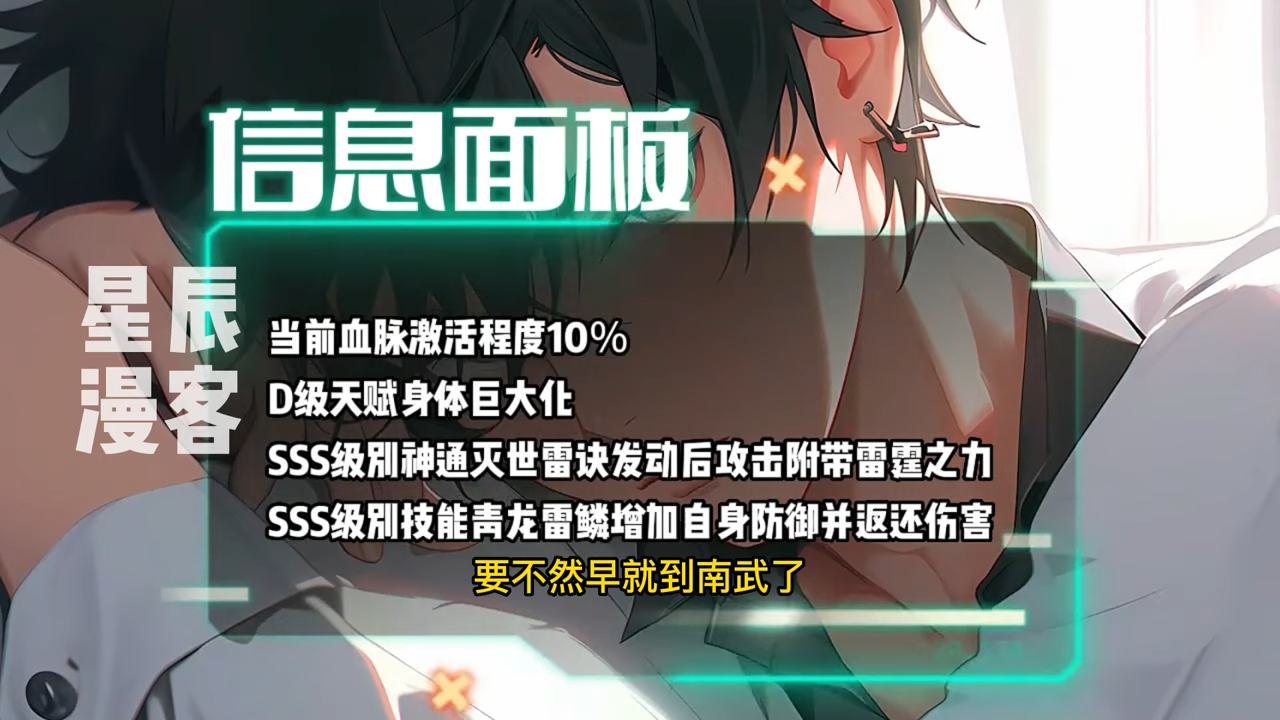 信息面板
星辰
漫客
当前血脉激活程度10%
D级天赋身体巨大化
SSS级别神通灭世雷诀发动后攻击附带雷霆之力
SSS级别技能青龙雷鳞增加自身防御并返还伤害
要不然早就到南武了